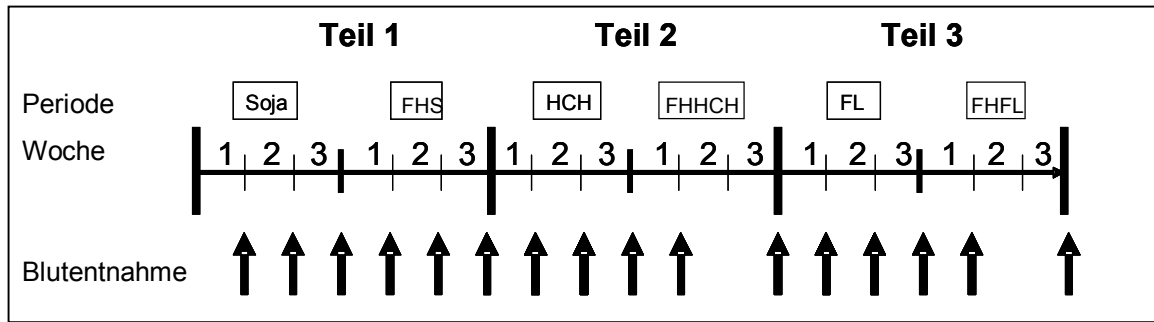 Teil 1 Teil 2 Teil 3
Periode Soja FHS HCH FHHCH FL FHFL
Woche 1 2 3 1 2 3 1 2 3 1 2 3 1 2 3 1 2 3
Blutentnahme